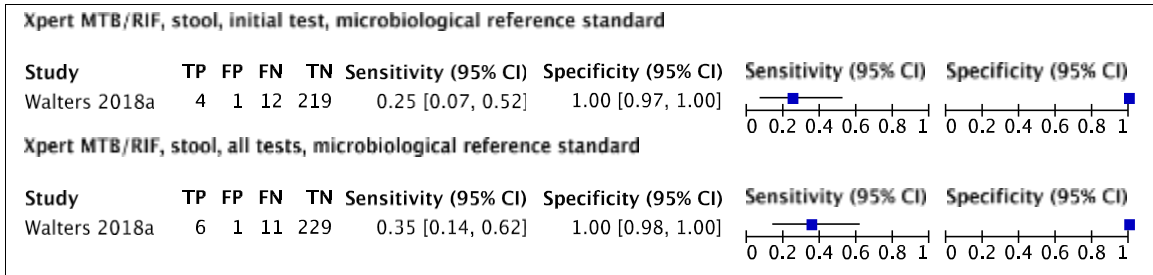 Xpert MTB/RIF, stool, initial test, microbiological reference standard
Study TP FP FN TN Sensitivity (95% CI) Specificity (95% CI) Sensitivity (95% CI) Specificity (95% CI)
Walters 2018a 4 1 12 219 0.25 [0.07, 0.52] 1.00 [0.97, 1.00]
0 0.2 0.4 0.6 0.8 1 0 0.2 0.4 0.6 0.8 1
Xpert MTB/RIF, stool, all tests, microbiological reference standard
Study TP FP FN TN Sensitivity (95% CI) Specificity (95% CI) Sensitivity (95% CI) Specificity (95% CI)
Walters 2018a 6 1 11 229 0.35 [0.14, 0.62] 1.00 [0.98, 1.00]
0 0.2 0.4 0.6 0.8 1 0 0.2 0.4 0.6 0.8 1